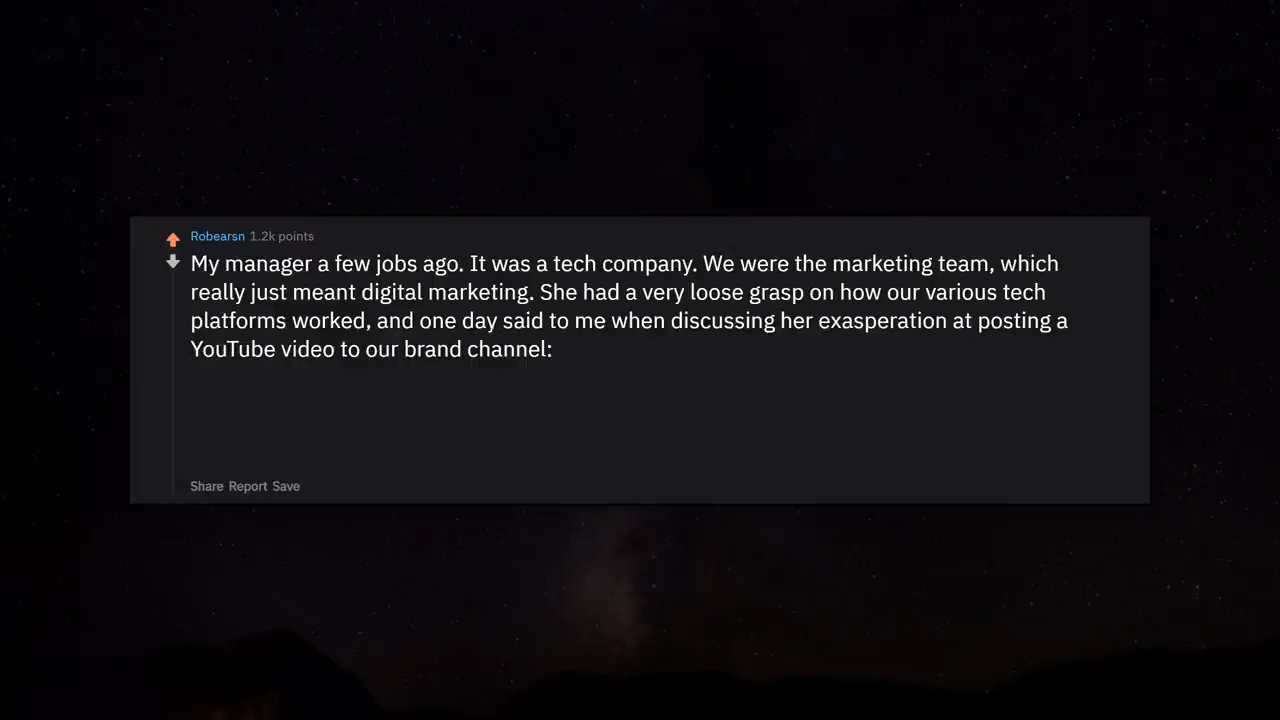 Robearsn 1.2k points
My manager a few jobs ago. It was a tech company. We were the marketing team, which
really just meant digital marketing. She had a very loose grasp on how our various tech
platforms worked, and one day said to me when discussing her exasperation at posting a
YouTube video to our brand channel:
Share Report Save